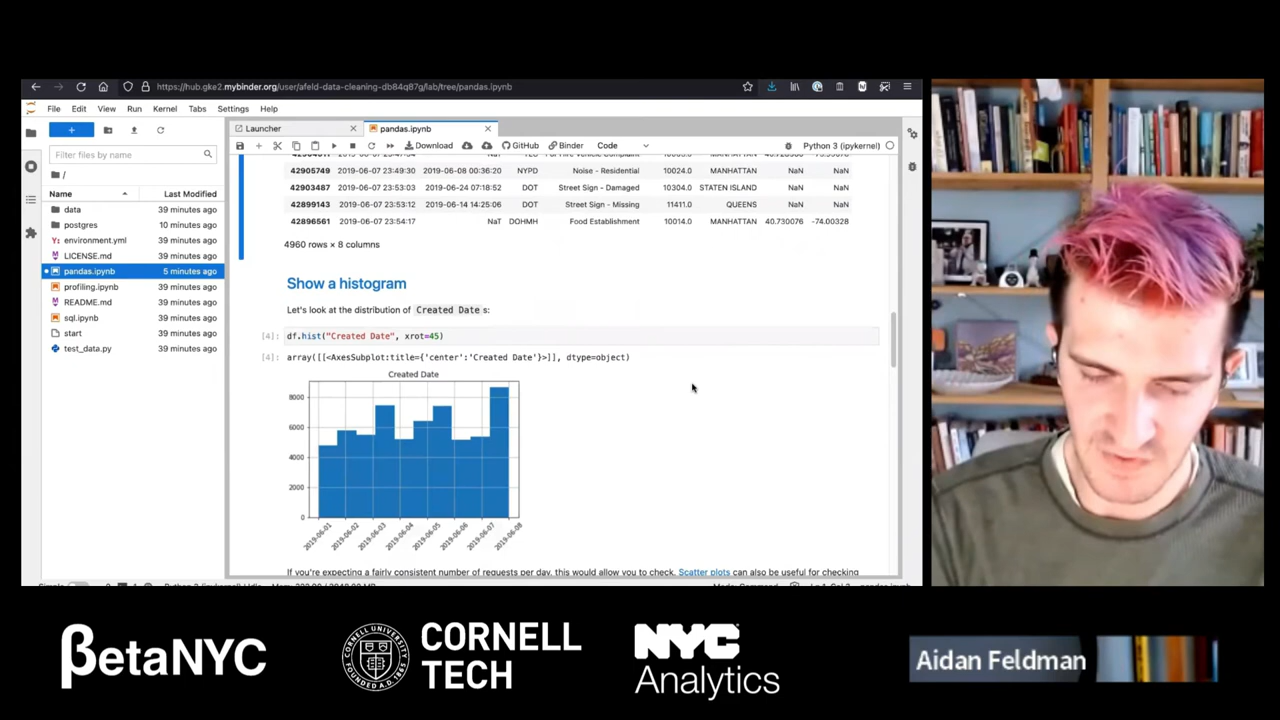 https://hub.gke2.mybinder.org/user/afeld-data-cleaning-db84q87g/lab/tree/pandas.ipynb
File Edit View Run Kernel Tabs Settings Help
Launcher
pandas.ipynb
Download GitHub Binder Code Python 3 (ipykernel)
Filter files by name
/
Name Last Modified
data 39 minutes ago
postgres 10 minutes ago
environment.yml 39 minutes ago
LICENSE.md 39 minutes ago
pandas.ipynb 5 minutes ago
profiling.ipynb 39 minutes ago
README.md 39 minutes ago
sql.ipynb 39 minutes ago
start 39 minutes ago
test_data.py 39 minutes ago
42905749 2019-06-07 23:49:30 2019-06-08 00:36:20 NYPD Noise - Residential 10024.0 MANHATTAN NaN NaN
42903487 2019-06-07 23:53:03 2019-06-24 07:18:52 DOT Street Sign - Damaged 10304.0 STATEN ISLAND NaN NaN
42899143 2019-06-07 23:53:12 2019-06-14 14:25:06 DOT Street Sign - Missing 11411.0 QUEENS NaN NaN
42896561 2019-06-07 23:54:17 NaT DOHMH Food Establishment 10014.0 MANHATTAN 40.730076 -74.00328
4960 rows × 8 columns
Show a histogram
Let's look at the distribution of Created Date s:
[4]: df.hist("Created Date", xrot=45)
[4]: array([[<AxesSubplot:title={'center':'Created Date'}>]], dtype=object)
Created Date
8000
6000
4000
2000
0
2019-06-01 2019-06-02 2019-06-03 2019-06-04 2019-06-05 2019-06-06 2019-06-07 2019-06-08
If you're expecting a fairly consistent number of requests per day, this would allow you to check. Scatter plots can also be useful for checking
βetaNYC
CORNELL
TECH
NYC
Analytics
Aidan Feldman